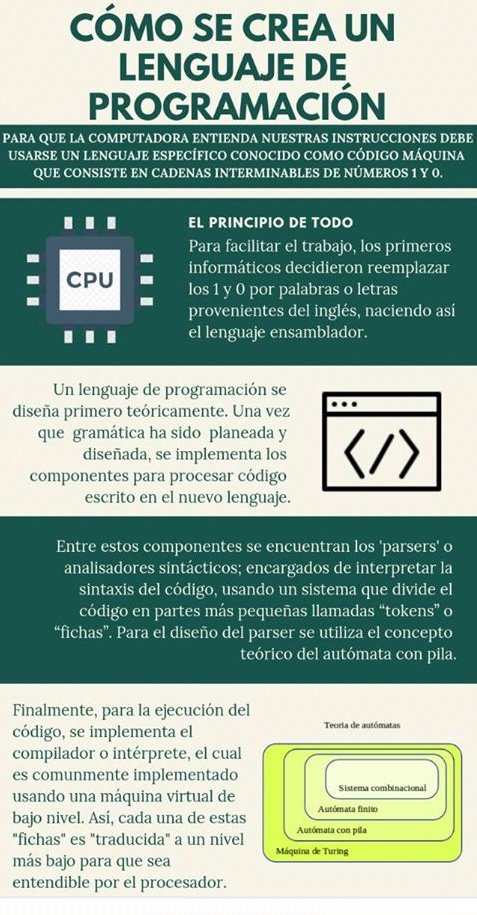 CÓMO SE CREA UN
LENGUAJE DE
PROGRAMACIÓN
PARA QUE LA COMPUTADORA ENTIENDA NUESTRAS INSTRUCCIONES DEBE
USARSE UN LENGUAJE ESPECÍFICO CONOCIDO COMO CÓDIGO MÁQUINA
QUE CONSISTE EN CADENAS INTERMINABLES DE NÚMEROS 1 Y 0.
CPU
EL PRINCIPIO DE TODO
Para facilitar el trabajo, los primeros
informáticos decidieron reemplazar
los 1 y 0 por palabras o letras
provenientes del inglés, naciendo así
el lenguaje ensamblador.
Un lenguaje de programación se
diseña primero teóricamente. Una vez
que gramática ha sido planeada y
diseñada, se implementa los
componentes para procesar código
escrito en el nuevo lenguaje.
</>
Entre estos componentes se encuentran los 'parsers' o
analisadores sintácticos; encargados de interpretar la
sintaxis del código, usando un sistema que divide el
código en partes más pequeñas llamadas “tokens” o
“fichas”. Para el diseño del parser se utiliza el concepto
teórico del autómata con pila.
Finalmente, para la ejecución del
código, se implementa el
compilador o intérprete, el cual
es comunmente implementado
usando una máquina virtual de
bajo nivel. Así, cada una de estas
"fichas" es "traducida" a un nivel
más bajo para que sea
entendible por el procesador.
Teoria de autómatas
Sistema combinacional
Autómata finito
Autómata con pila
Máquina de Turing